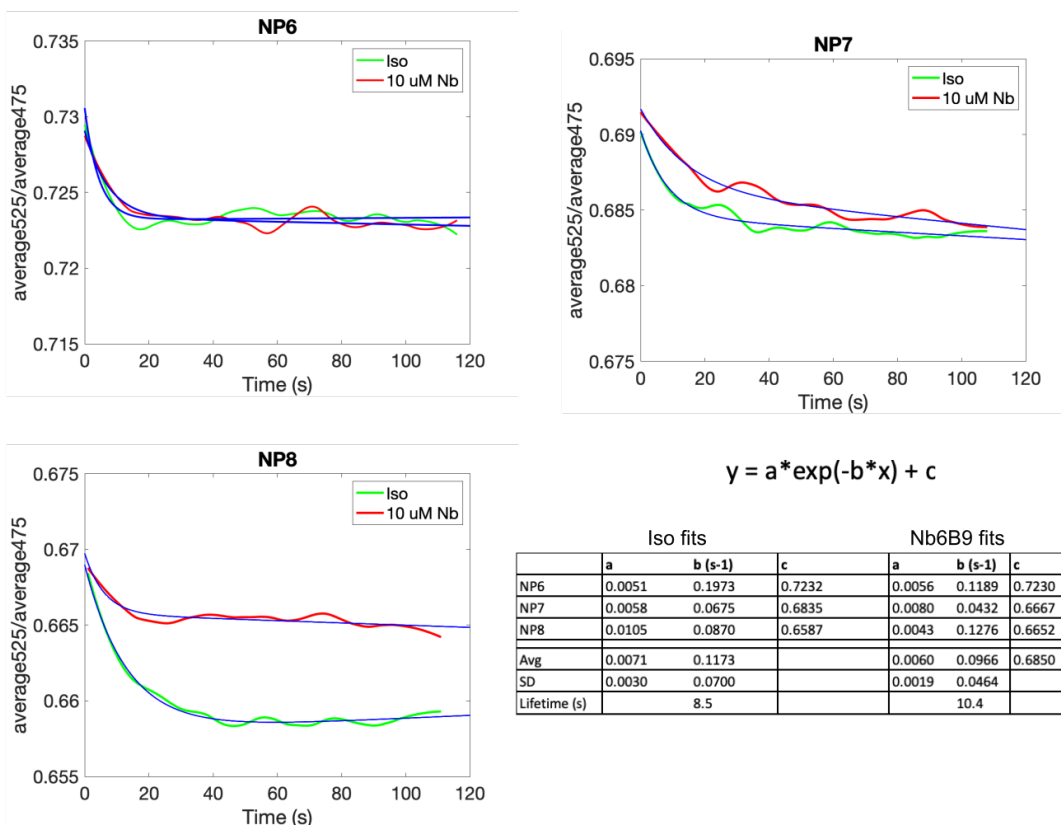 NP6
0.735
0.73
0.725
0.72
0.715
average525/average475
Iso
10 uM Nb
0 20 40 60 80 100 120
Time (s)
NP7
0.695
0.69
0.685
0.68
0.675
average525/average475
Iso
10 uM Nb
0 20 40 60 80 100 120
Time (s)
NP8
0.675
0.67
0.665
0.66
0.655
average525/average475
Iso
10 uM Nb
0 20 40 60 80 100 120
Time (s)
y = a*exp(-b*x) + c
Iso fits Nb6B9 fits
a b (s-1) c a b (s-1) c
NP6 0.0051 0.1973 0.7232 0.0056 0.1189 0.7230
NP7 0.0058 0.0675 0.6835 0.0080 0.0432 0.6667
NP8 0.0105 0.0870 0.6587 0.0043 0.1276 0.6652
Avg 0.0071 0.1173 0.0060 0.0966 0.6850
SD 0.0030 0.0700 0.0019 0.0464
Lifetime (s) 8.5 10.4